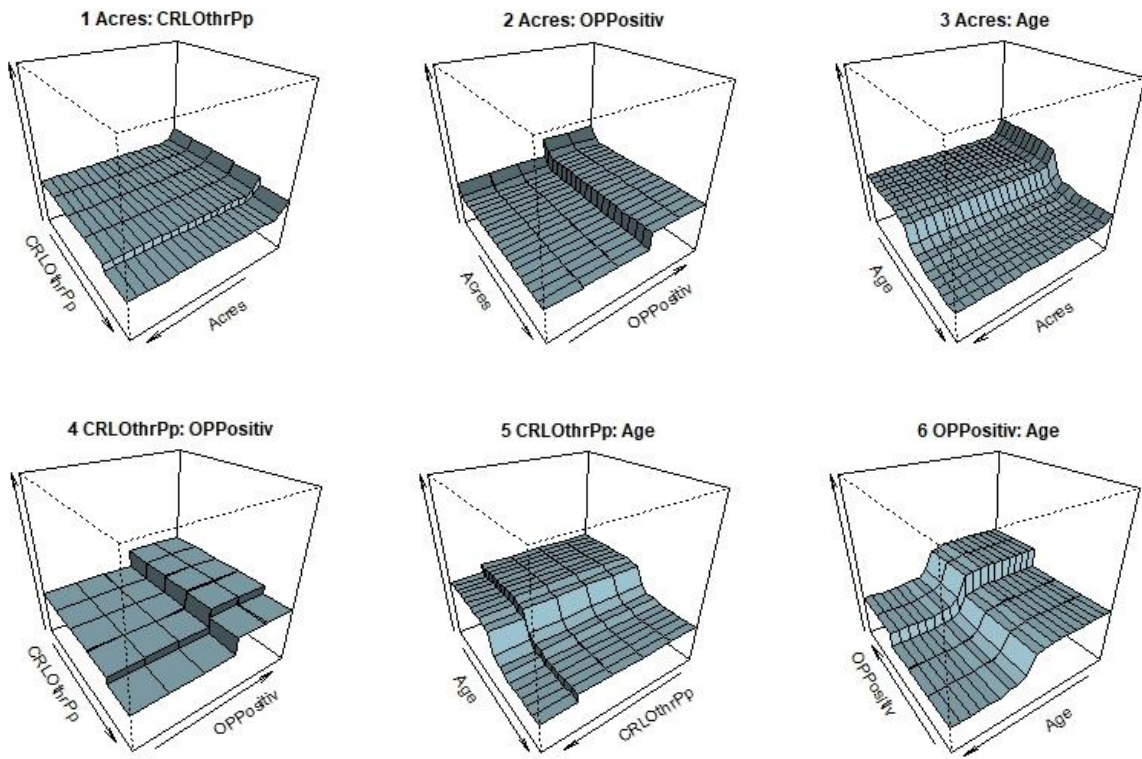 1 Acres: CRLOthrPp
2 Acres: OPPositiv
3 Acres: Age
CRLOthrPp
Acres
Acres
OPPositiv
Age
Acres
4 CRLOthrPp: OPPositiv
5 CRLOthrPp: Age
6 OPPositiv: Age
CRLOthrPp
OPPositiv
Age
CRLOthrPp
OPPositiv
Age